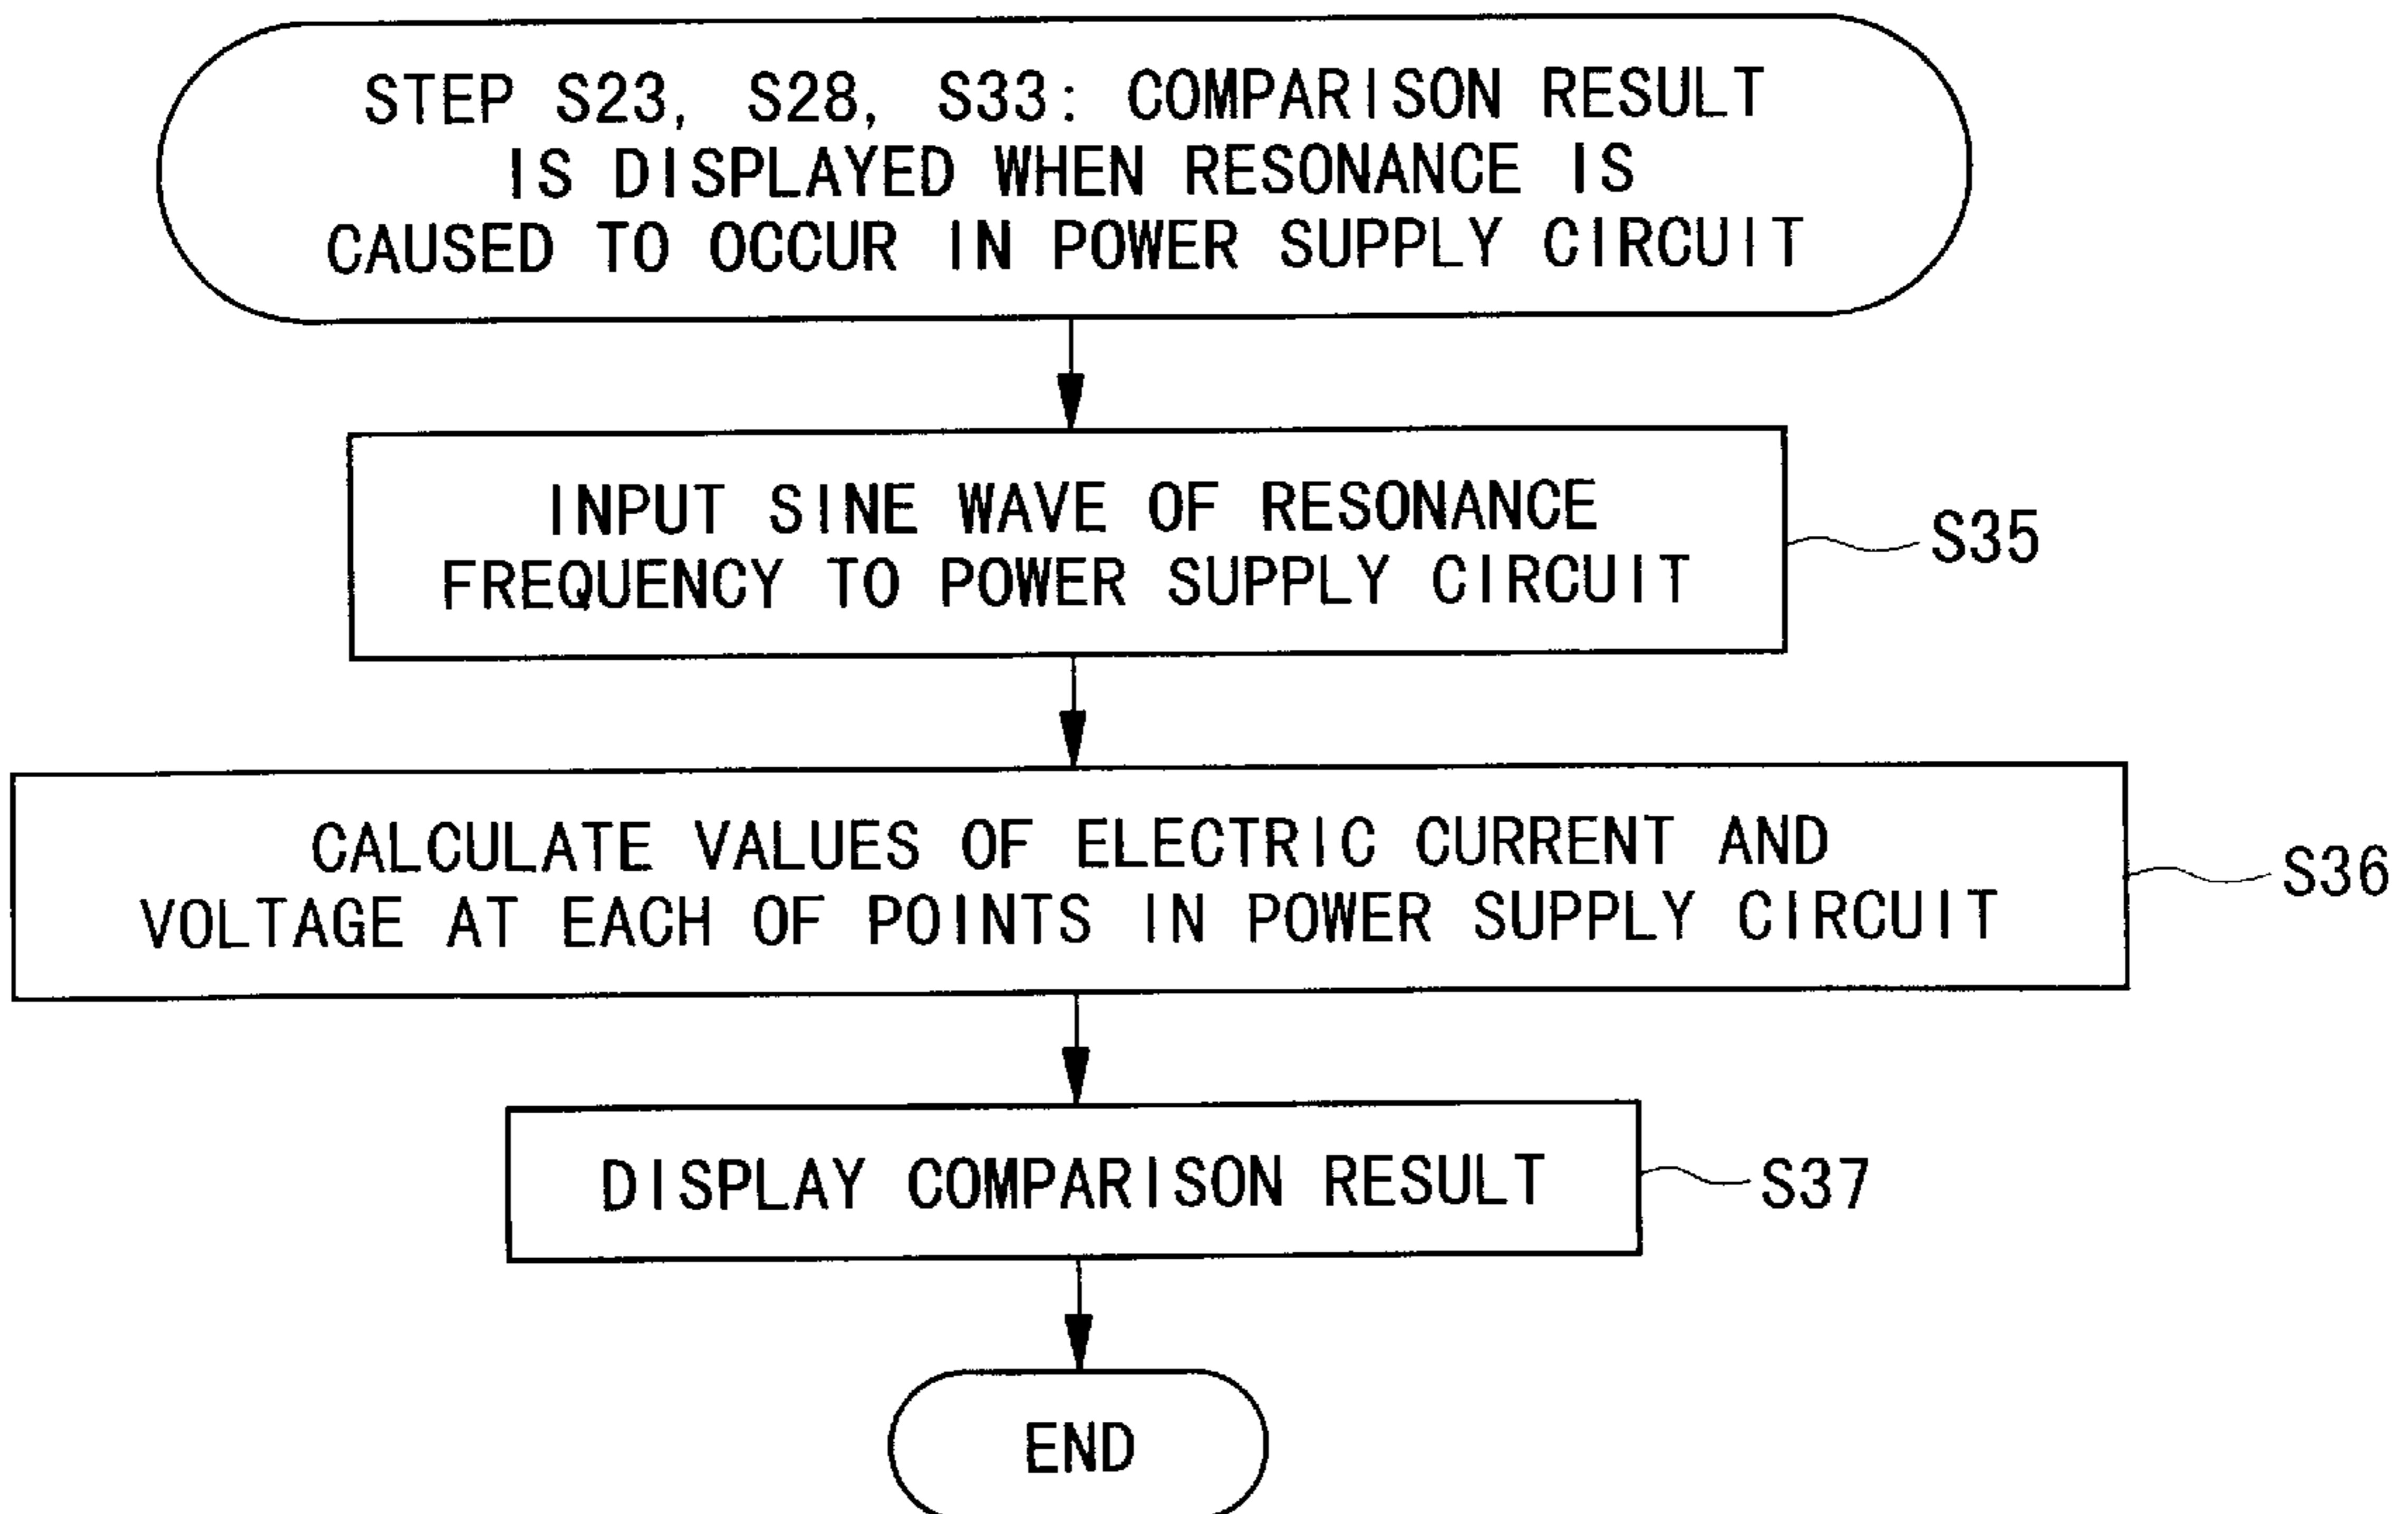 STEP S23, S28, S33: COMPARISON RESULT
IS DISPLAYED WHEN RESONANCE IS
CAUSED TO OCCUR IN POWER SUPPLY CIRCUIT
INPUT SINE WAVE OF RESONANCE
FREQUENCY TO POWER SUPPLY CIRCUIT
S35
CALCULATE VALUES OF ELECTRIC CURRENT AND
VOLTAGE AT EACH OF POINTS IN POWER SUPPLY CIRCUIT
S36
DISPLAY COMPARISON RESULT
S37
END